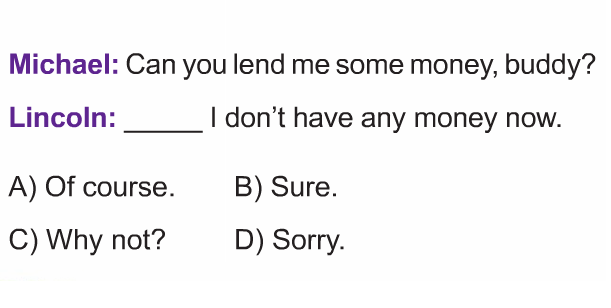 Michael: Can you lend me some money, buddy?
Lincoln: _____ I don’t have any money now.
A) Of course. B) Sure.
C) Why not? D) Sorry.